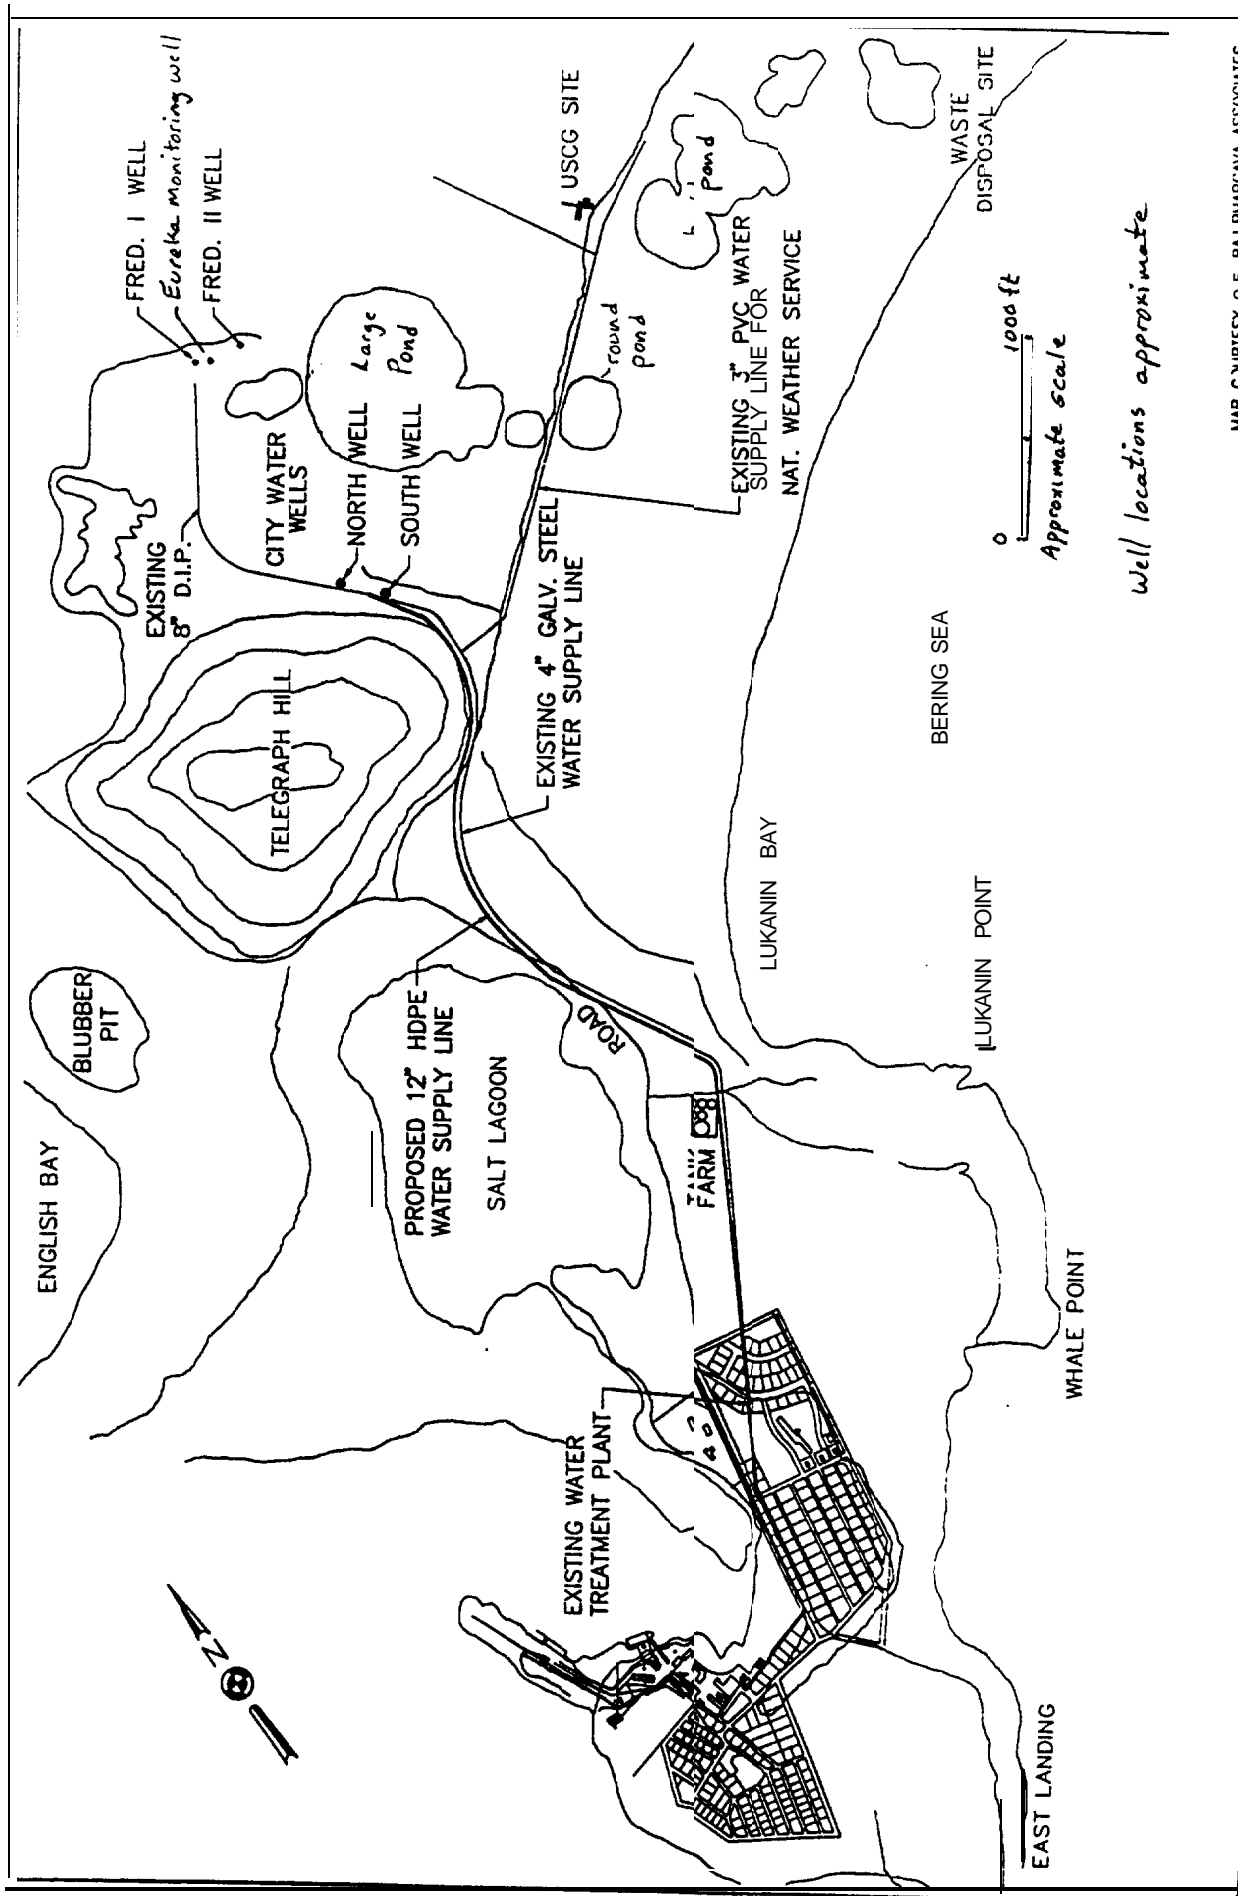 FRED. I WELL
Eureka monitoring well
FRED. II WELL
USCG SITE
WASTE
DISPOSAL SITE
pond
EXISTING
8" D.I.P.
CITY WATER
WELLS
NORTH WELL
SOUTH WELL
Large
Pond
round
pond
EXISTING 3" PVC WATER
SUPPLY LINE FOR
NAT. WEATHER SERVICE
EXISTING 4" GALV. STEEL
WATER SUPPLY LINE
TELEGRAPH HILL
0
1000 ft
Approximate scale
Well locations approximate
BERING SEA
LUKANIN BAY
LUKANIN POINT
BLUBBER
PIT
ENGLISH BAY
PROPOSED 12" HDPE
WATER SUPPLY LINE
SALT LAGOON
ROAD
TANK
FARM
WHALE POINT
EXISTING WATER
TREATMENT PLANT
N
EAST LANDING